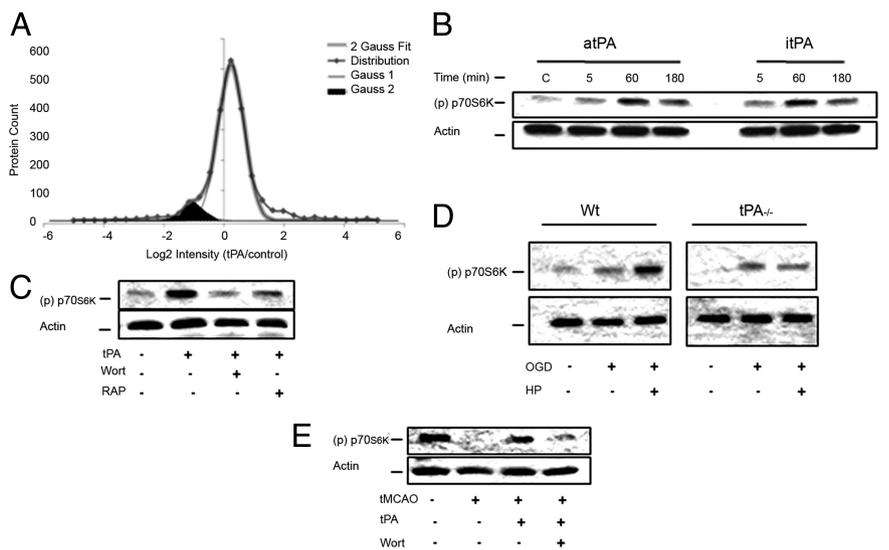 A
600
500
400
300
200
100
0
Protein Count
-6 -4 -2 0 2 4 6
Log2 Intensity (tPA/control)
2 Gauss Fit
Distribution
Gauss 1
Gauss 2
B
atPA itPA
Time (min) C 5 60 180 5 60 180
(p) p70S6K
Actin
C
(p) p70S6K
Actin
tPA - + + +
Wort - - + -
RAP - - - +
D
Wt tPA-/-
(p) p70S6K
Actin
OGD - + + - + +
HP - - + - - +
E
(p) p70S6K
Actin
tMCAO - + + +
tPA - - + +
Wort - - - +